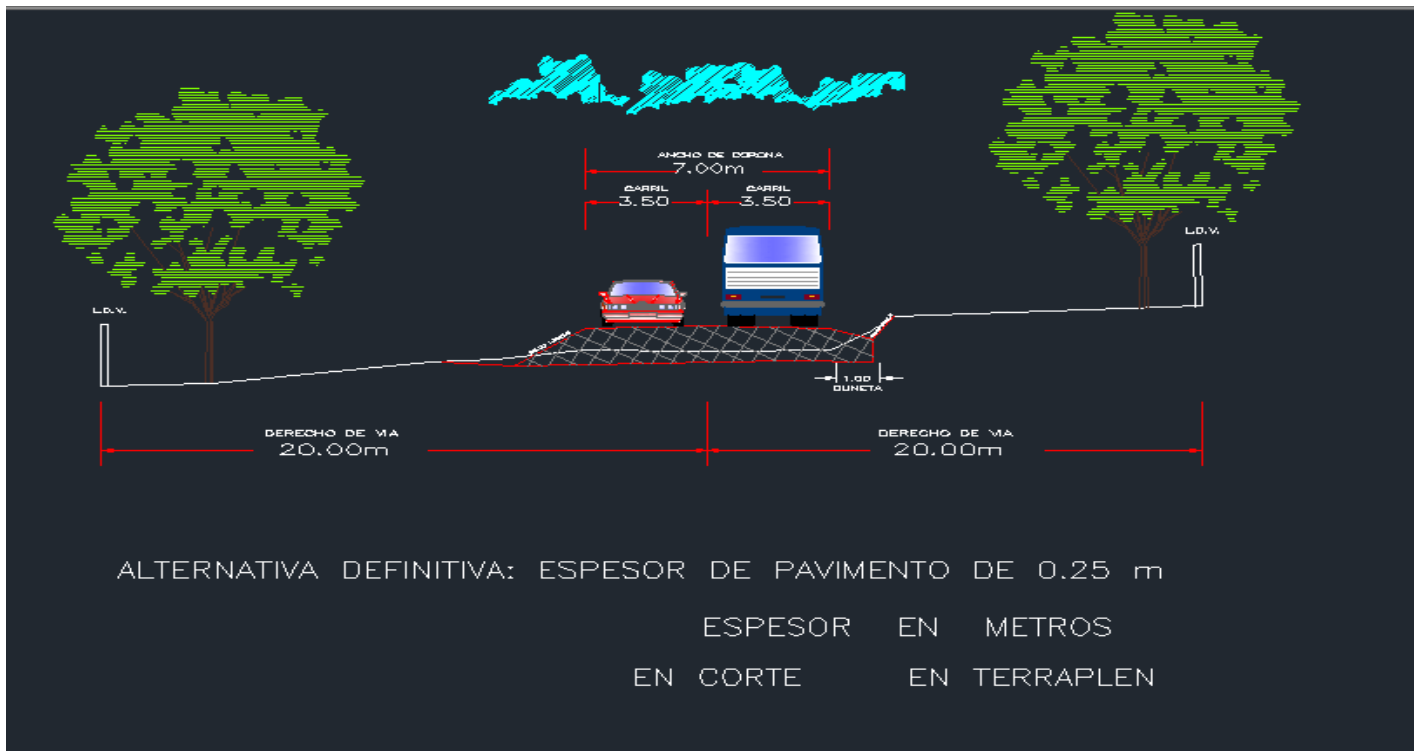 ANCHO DE CORONA
7.00m
CARRIL CARRIL
3.50 3.50
L.D.V.
L.D.V.
1.00
CUNETA
DERECHO DE VIA DERECHO DE VIA
20.00m 20.00m
ALTERNATIVA DEFINITIVA: ESPESOR DE PAVIMENTO DE 0.25 m
ESPESOR EN METROS
EN CORTE EN TERRAPLEN